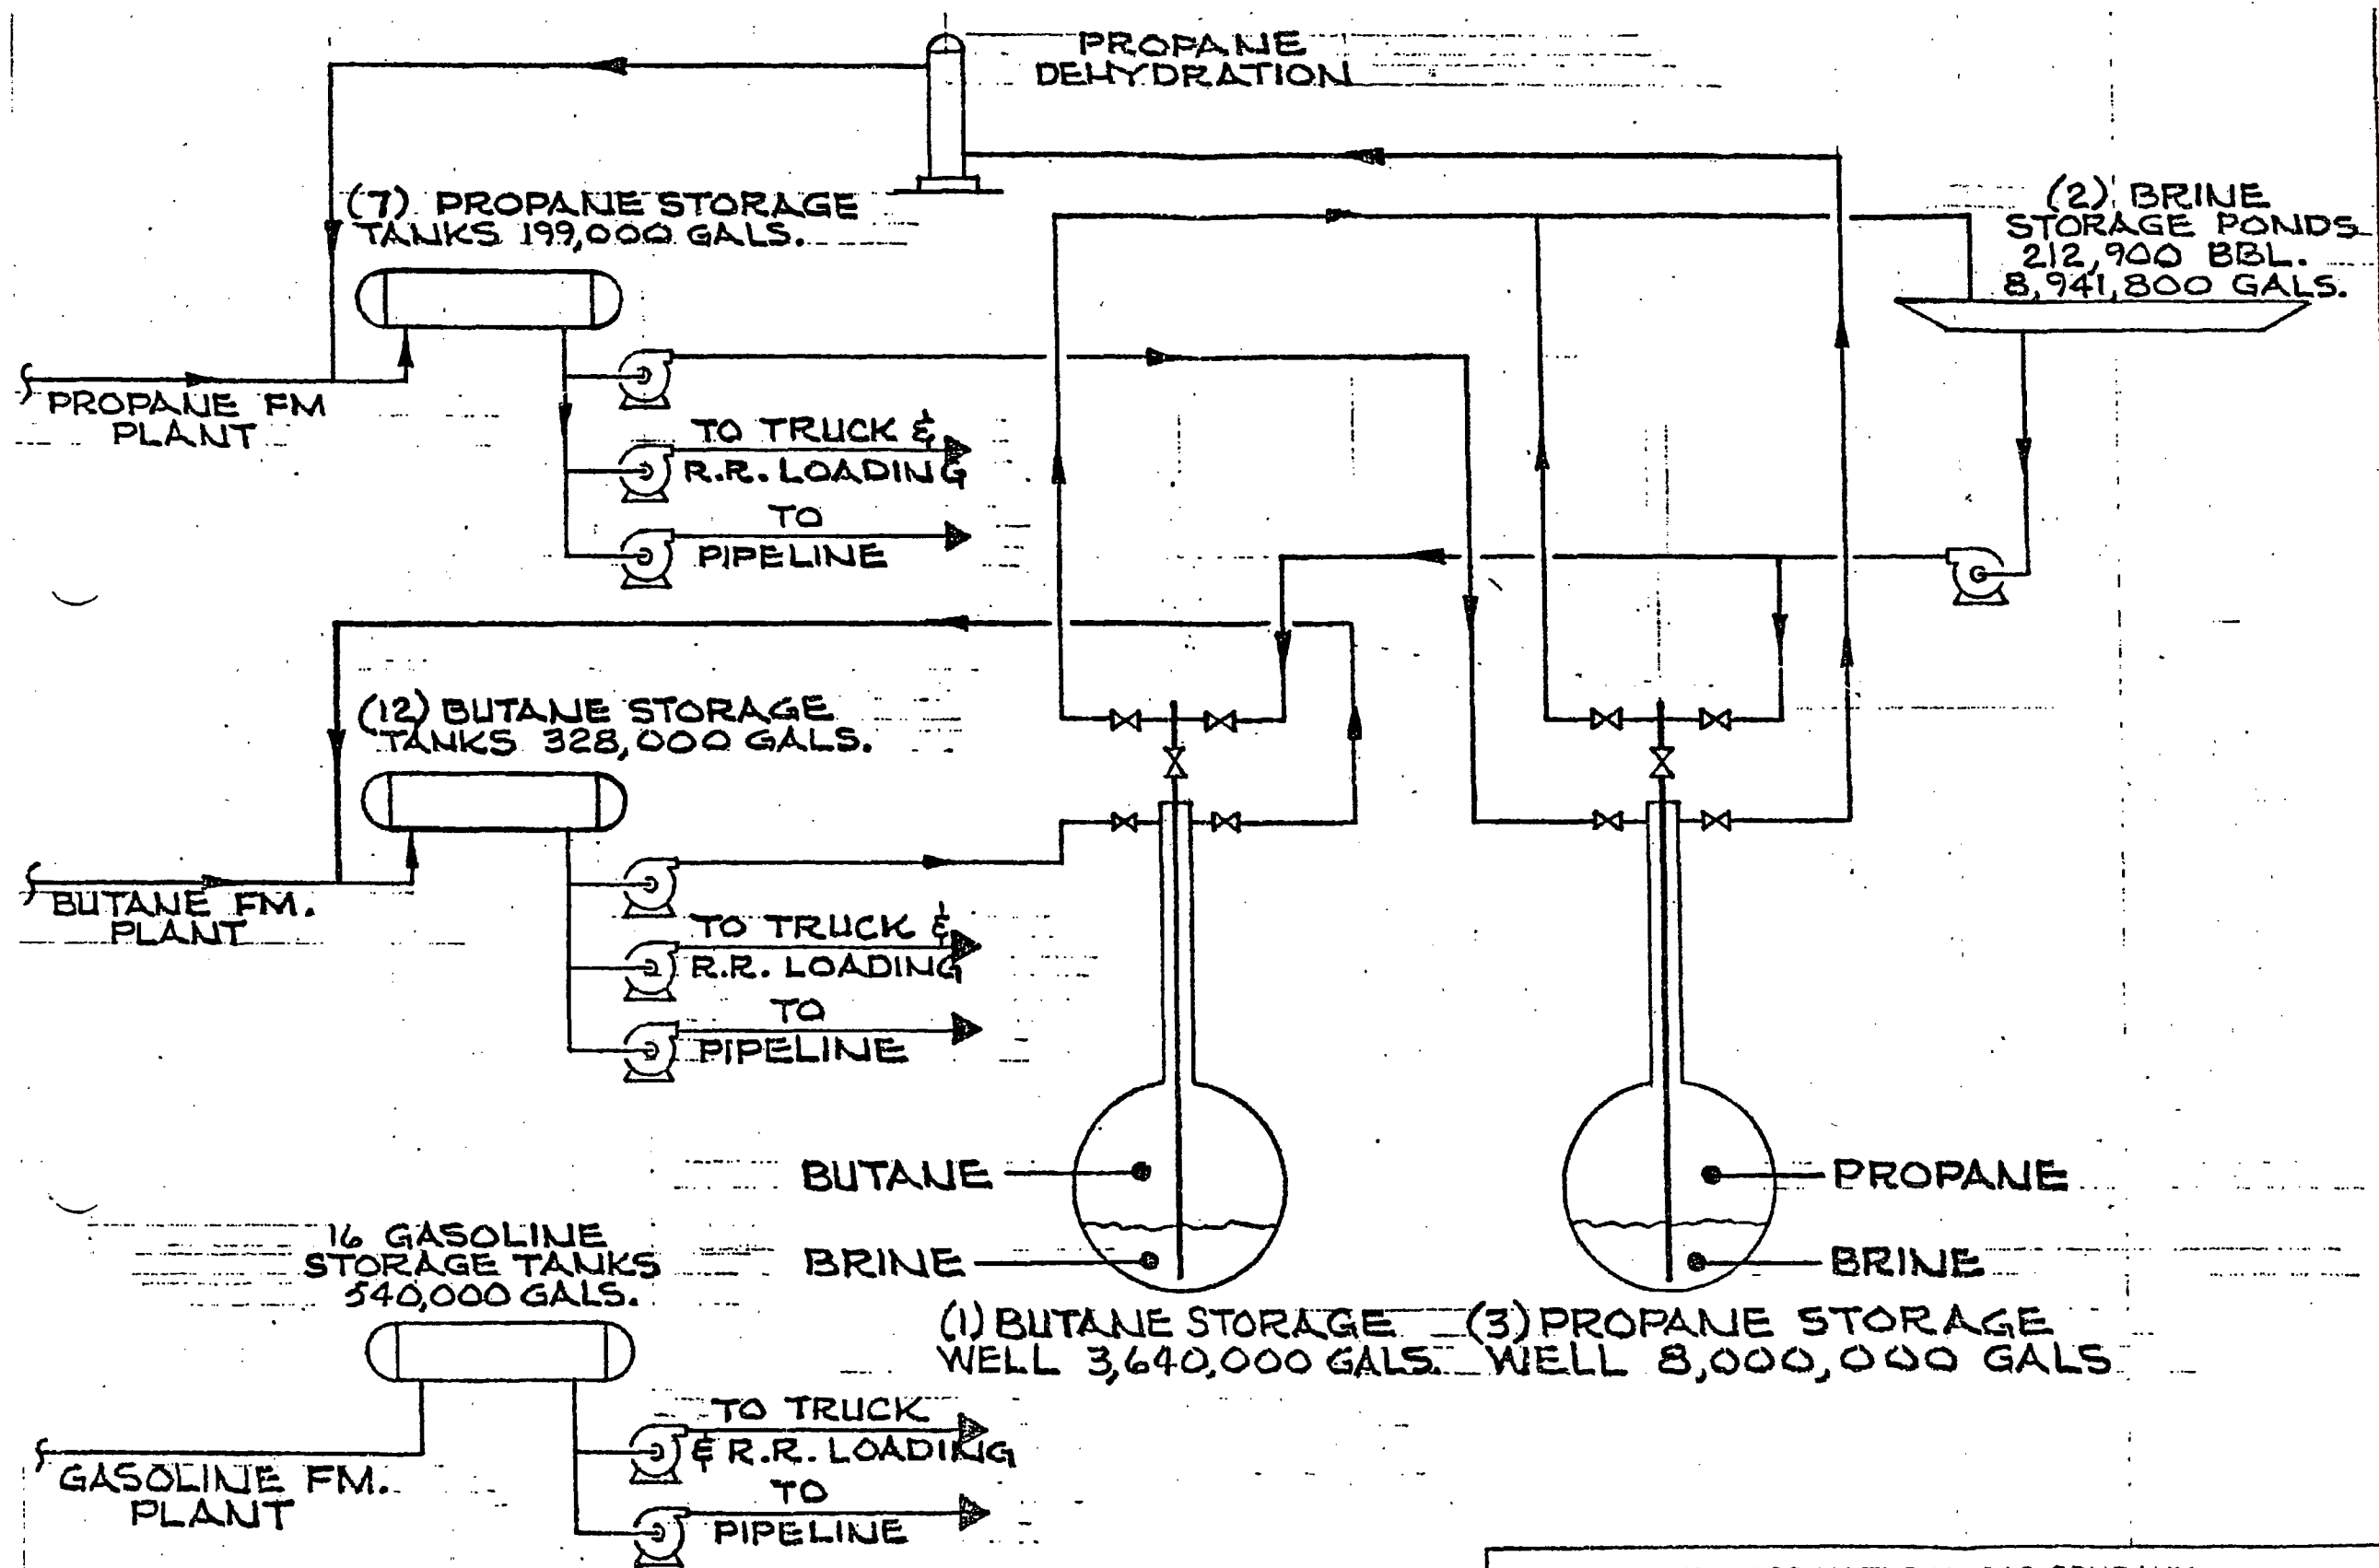 PROPANE
DEHYDRATION
(7) PROPANE STORAGE
TANKS 199,000 GALS.
(2) BRINE
STORAGE PONDS
212,900 BBL.
8,941,800 GALS.
PROPANE FM
PLANT
TO TRUCK &
R.R. LOADING
TO
PIPELINE
(12) BUTANE STORAGE
TANKS 328,000 GALS.
BUTANE FM.
PLANT
TO TRUCK &
R.R. LOADING
TO
PIPELINE
BUTANE
BRINE
PROPANE
BRINE
16 GASOLINE
STORAGE TANKS
540,000 GALS.
(1) BUTANE STORAGE
WELL 3,640,000 GALS.
(3) PROPANE STORAGE
WELL 8,000,000 GALS
GASOLINE FM.
PLANT
TO TRUCK
& R.R. LOADING
TO
PIPELINE